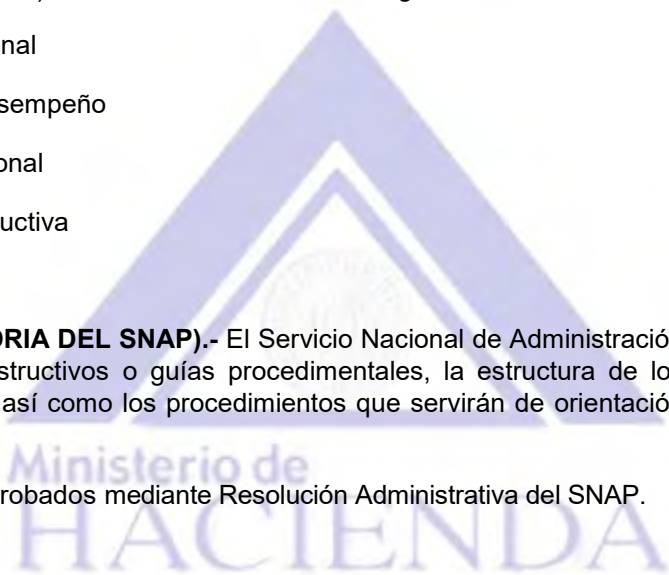 nal
sempeño
onal
uctiva
ORIA DEL SNAP).- El Servicio Nacional de Administració
structivos o guías procedimentales, la estructura de lo
así como los procedimientos que servirán de orientació
Ministerio de
robados mediante Resolución Administrativa del SNAP.
HACIENDA